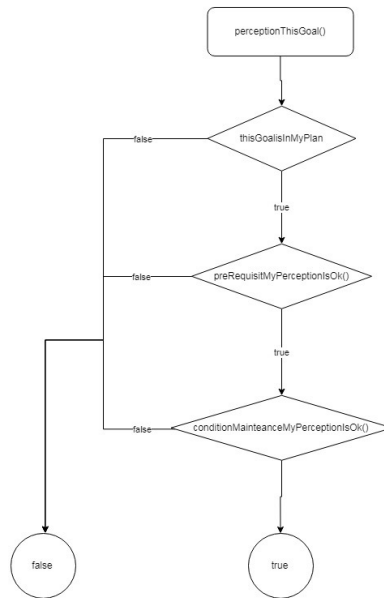 perceptionThisGoal()
false
thisGoalisInMyPlan
true
false
preRequisitMyPerceptionIsOk()
true
false
conditionMainteanceMyPerceptionIsOk()
false
true